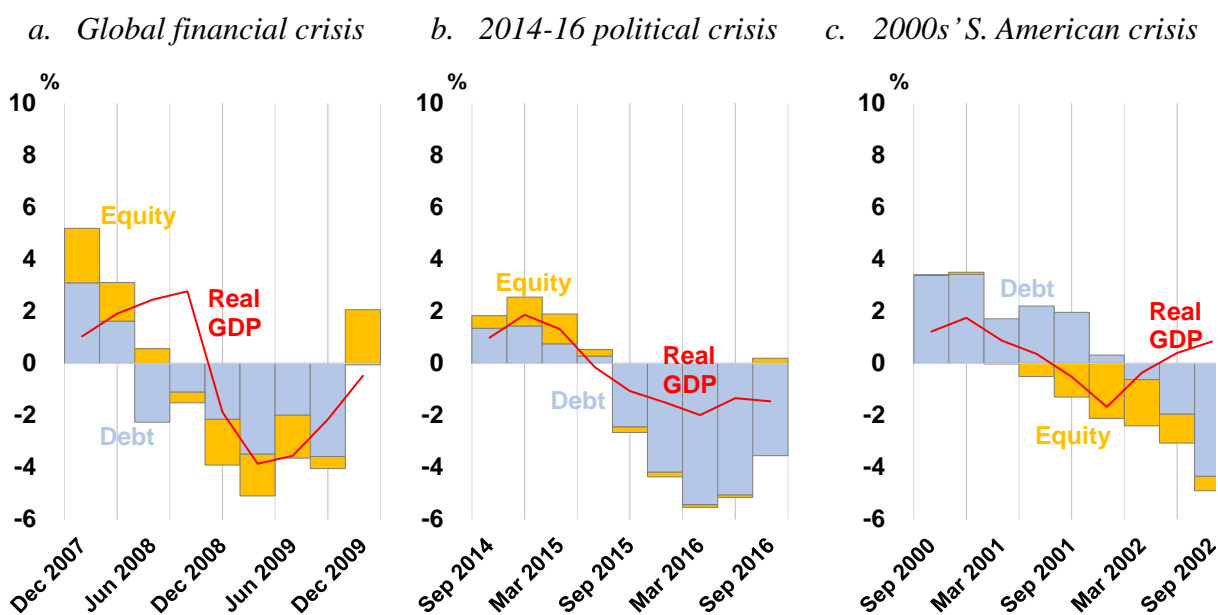 a. Global financial crisis
b. 2014-16 political crisis
c. 2000s' S. American crisis
%
10
8
6
4
2
0
-2
-4
-6
Equity
Real
GDP
Debt
Dec 2007
Jun 2008
Dec 2008
Jun 2009
Dec 2009
%
10
8
6
4
2
0
-2
-4
-6
Equity
Real
GDP
Debt
Sep 2014
Mar 2015
Sep 2015
Mar 2016
Sep 2016
%
10
8
6
4
2
0
-2
-4
-6
Debt
Real
GDP
Equity
Sep 2000
Mar 2001
Sep 2001
Mar 2002
Sep 2002